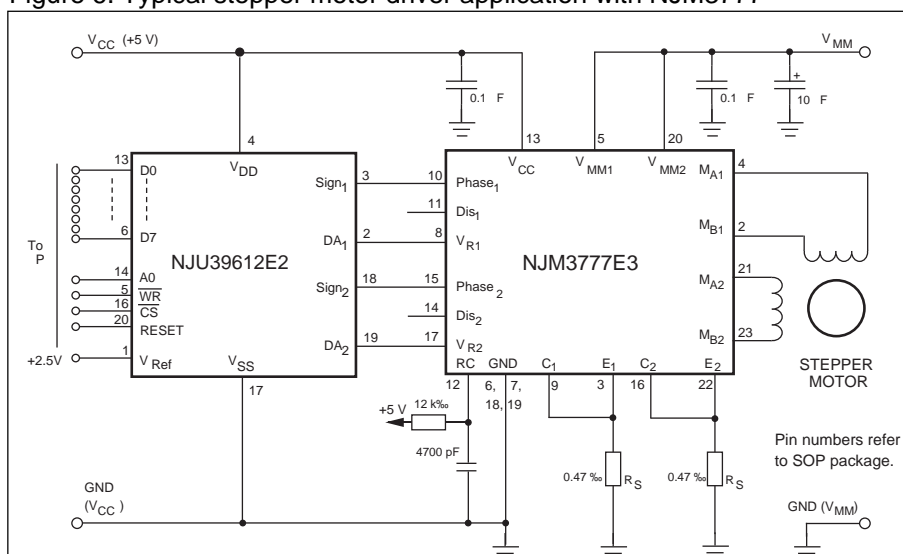 Figure 6. Typical stepper motor driver application with NJM3777
V_CC (+5 V)
V_MM
0.1 F
0.1 F
+
10 F
4
13
5
20
13
D0
V_DD
Sign_1
3
10
Phase_1
V_CC
V_MM1
V_MM2
M_A1
4
11
Dis_1
6
D7
DA_1
2
8
V_R1
M_B1
2
To
P
NJU39612E2
NJM3777E3
14
A0
Sign_2
18
15
Phase_2
M_A2
21
5
WR
16
CS
14
Dis_2
20
RESET
DA_2
19
17
V_R2
M_B2
23
+2.5V
1
V_Ref
V_SS
RC
GND
C_1
E_1
C_2
E_2
STEPPER
MOTOR
17
12
6,
7,
18,
19
9
3
16
22
+5 V
12 k‰
4700 pF
0.47 ‰
R_S
0.47 ‰
R_S
Pin numbers refer
to SOP package.
GND
(V_CC )
GND (V_MM)